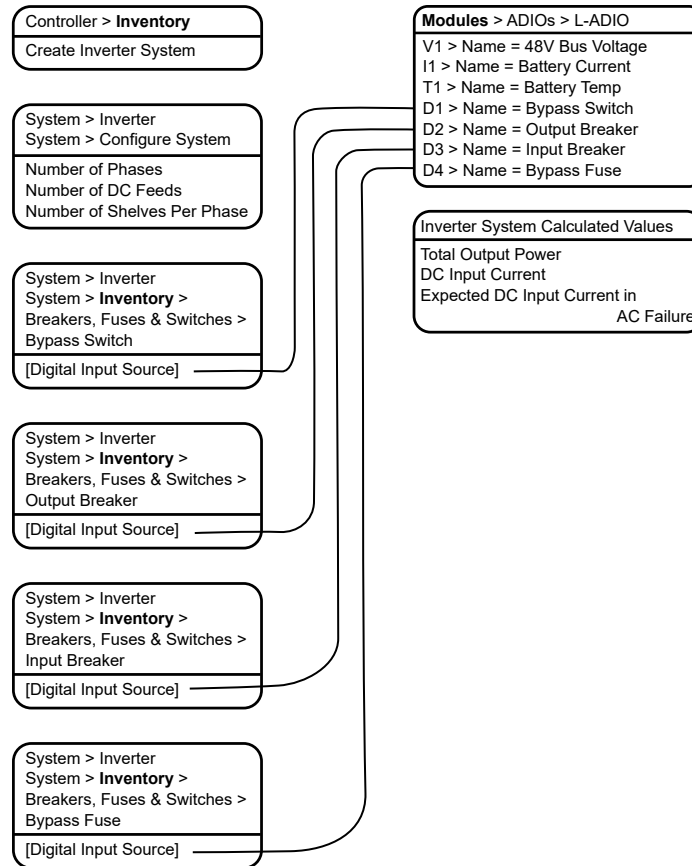 Controller > Inventory
Create Inverter System
System > Inverter
System > Configure System
Number of Phases
Number of DC Feeds
Number of Shelves Per Phase
System > Inverter
System > Inventory >
Breakers, Fuses & Switches >
Bypass Switch
[Digital Input Source]
System > Inverter
System > Inventory >
Breakers, Fuses & Switches >
Output Breaker
[Digital Input Source]
System > Inverter
System > Inventory >
Breakers, Fuses & Switches >
Input Breaker
[Digital Input Source]
System > Inverter
System > Inventory >
Breakers, Fuses & Switches >
Bypass Fuse
[Digital Input Source]
Modules > ADIOs > L-ADIO
V1 > Name = 48V Bus Voltage
I1 > Name = Battery Current
T1 > Name = Battery Temp
D1 > Name = Bypass Switch
D2 > Name = Output Breaker
D3 > Name = Input Breaker
D4 > Name = Bypass Fuse
Inverter System Calculated Values
Total Output Power
DC Input Current
Expected DC Input Current in
AC Failure